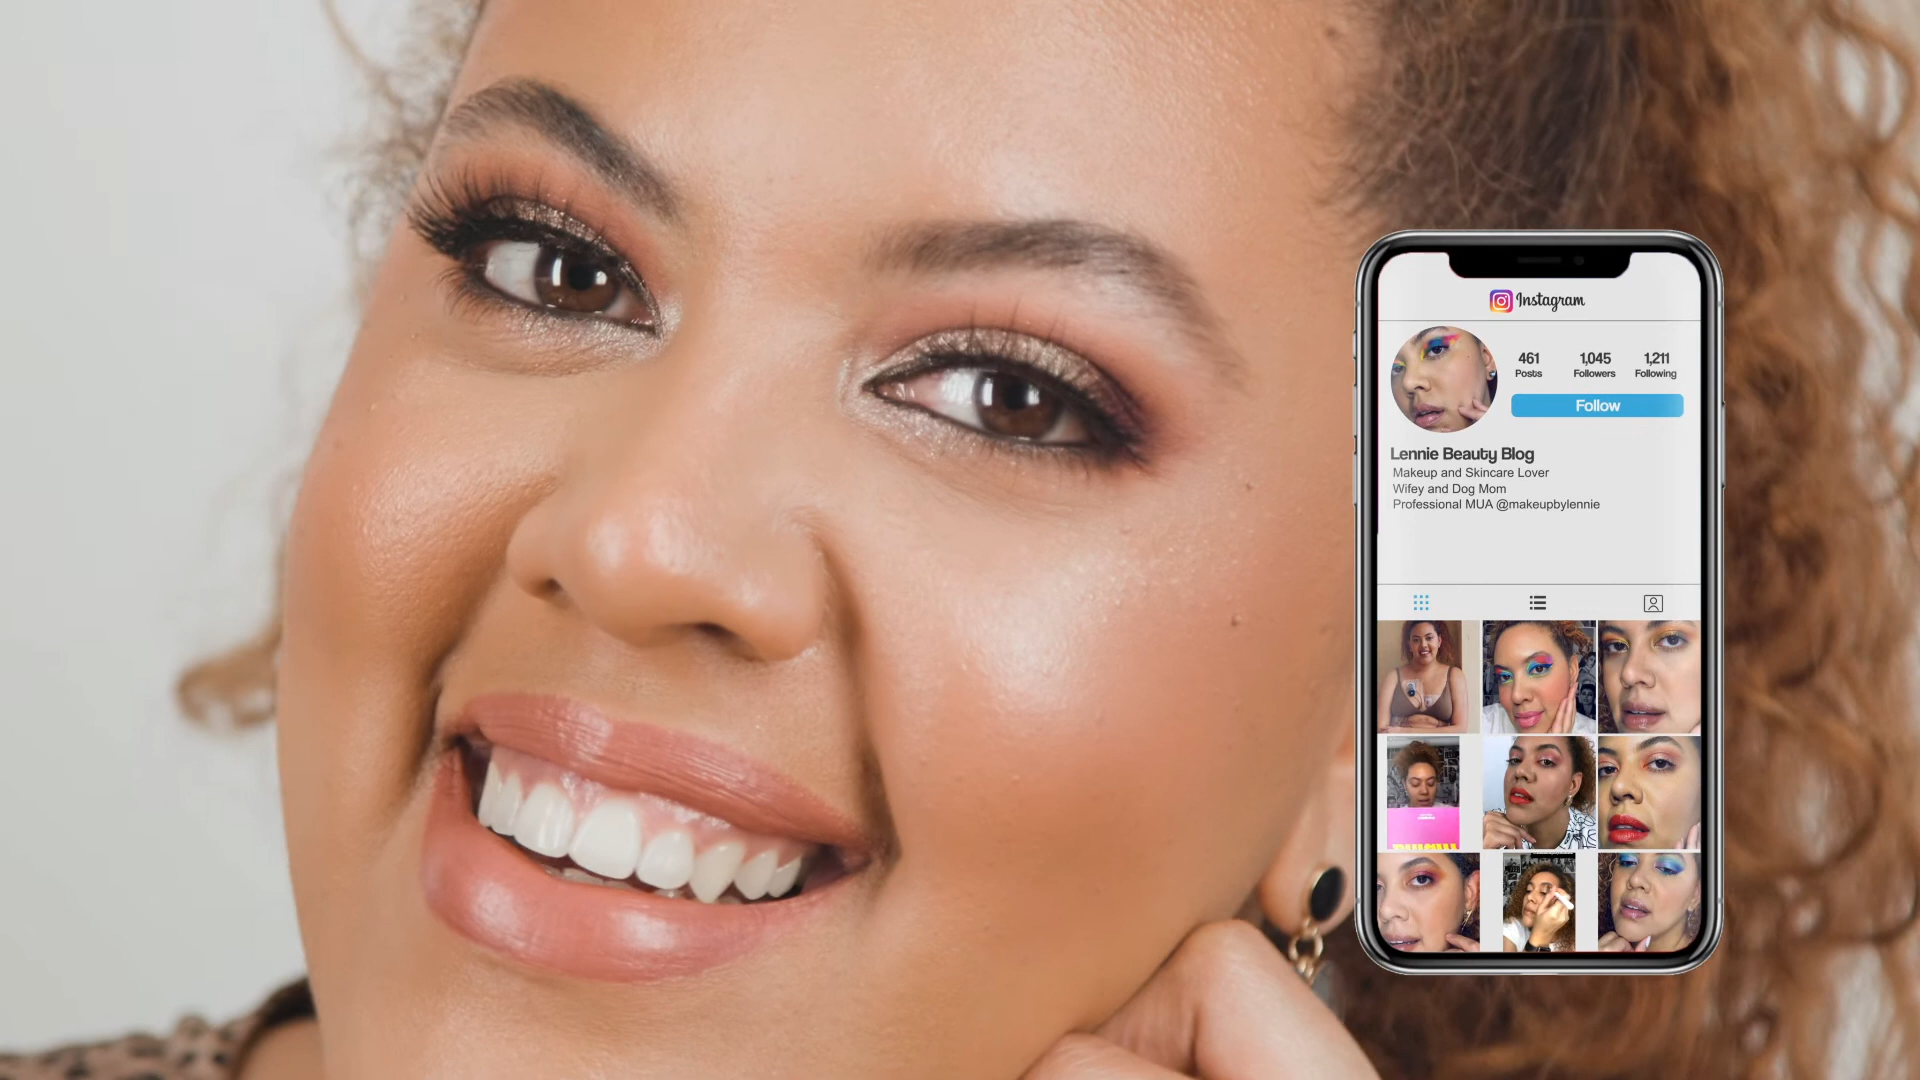 Instagram
461 1,045 1,211
Posts Followers Following
Follow
Lennie Beauty Blog
Makeup and Skincare Lover
Wifey and Dog Mom
Professional MUA @makeupbylennie